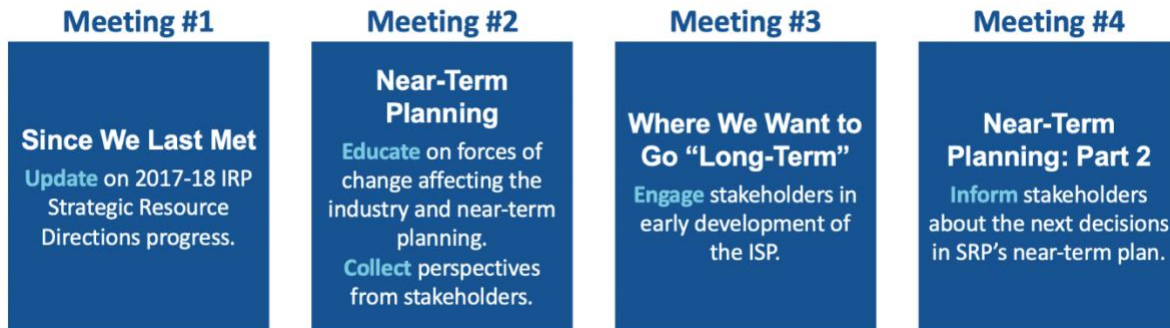 Meeting #1
Since We Last Met
Update on 2017-18 IRP
Strategic Resource
Directions progress.
Meeting #2
Near-Term
Planning
Educate on forces of
change affecting the
industry and near-term
planning.
Collect perspectives
from stakeholders.
Meeting #3
Where We Want to
Go “Long-Term”
Engage stakeholders in
early development of
the ISP.
Meeting #4
Near-Term
Planning: Part 2
Inform stakeholders
about the next decisions
in SRP’s near-term plan.